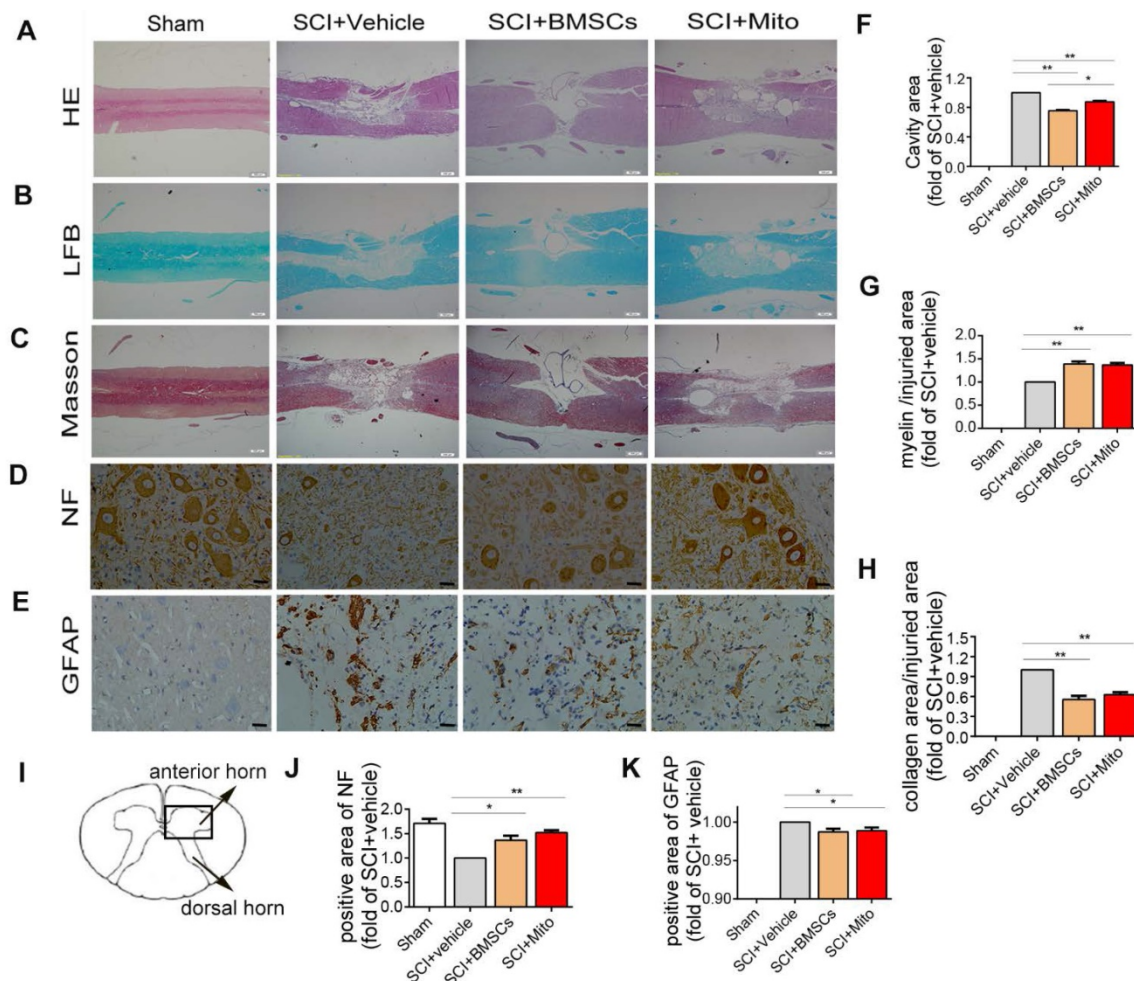 A
Sham
SCI+Vehicle
SCI+BMSCs
SCI+Mito
HE
B
LFB
C
Masson
D
NF
E
GFAP
F
Cavity area
(fold of SCI+vehicle)
1.2
0.8
0.4
0.0
**
**
*
Sham
SCI+vehicle
SCI+BMSCs
SCI+Mito
G
myelin /injuried area
(fold of SCI+vehicle)
2.0
1.5
1.0
0.5
0.0
**
**
Sham
SCI+vehicle
SCI+BMSCs
SCI+Mito
H
collagen area/injuried area
(fold of SCI+vehicle)
1.5
1.2
0.9
0.6
0.3
0.0
**
**
Sham
SCI+Vehicle
SCI+BMSCs
SCI+Mito
I
anterior horn
dorsal horn
J
positive area of NF
(fold of SCI+vehicle)
2.0
1.5
1.0
0.5
0.0
**
*
Sham
SCI+vehicle
SCI+BMSCs
SCI+Mito
K
positive area of GFAP
(fold of SCI+ vehicle)
1.00
0.95
0.90
*
*
Sham
SCI+Vehicle
SCI+BMSCs
SCI+Mito